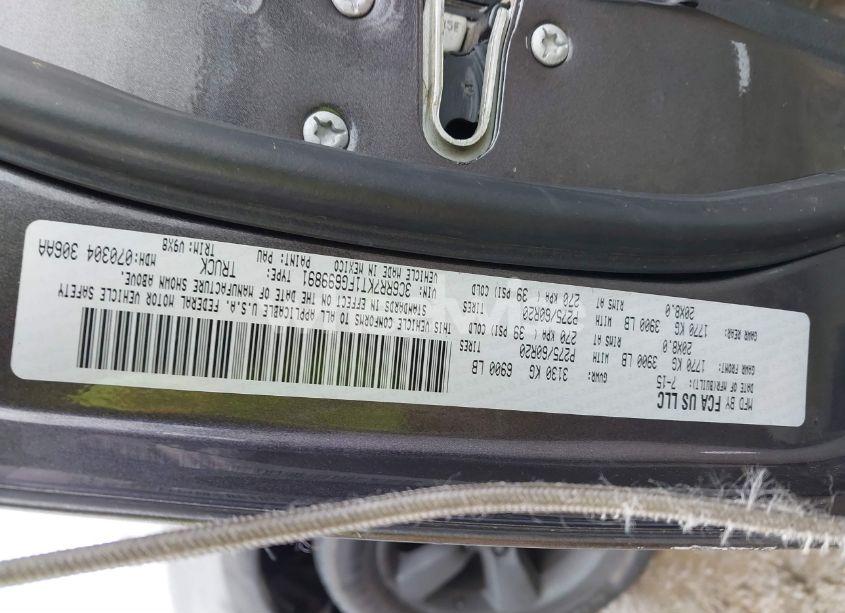 MFD BY FCA US LLC
DATE OF MFR(BUILT): 7-15 GVWR: 3130 KG 6900 LB
GAWR FRONT: 1770 KG 3900 LB WITH P275/60R20 TIRES
20X8.0 RIMS AT 270 KPA ( 39 PSI) COLD
GAWR REAR: 1770 KG 3900 LB WITH P275/60R20 TIRES
20X8.0 RIMS AT 270 KPA ( 39 PSI) COLD
THIS VEHICLE CONFORMS TO ALL APPLICABLE U.S.A. FEDERAL MOTOR VEHICLE SAFETY
STANDARDS IN EFFECT ON THE DATE OF MANUFACTURE SHOWN ABOVE.
VIN: 3C6RR7KT1FG693891 TYPE: TRUCK MDH:070304 306AA
VEHICLE MADE IN MEXICO PAINT: PAU TRIM: V9X8